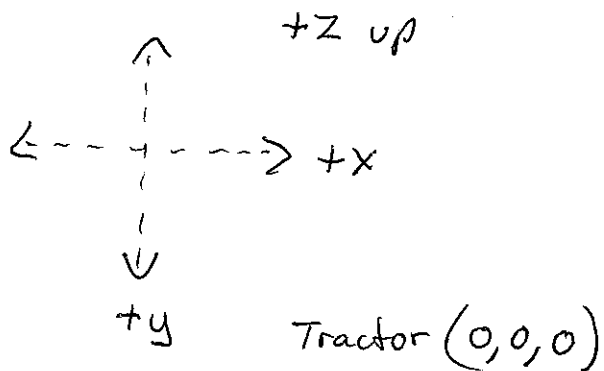 +Z up
+x
+y
Tractor (0,0,0)